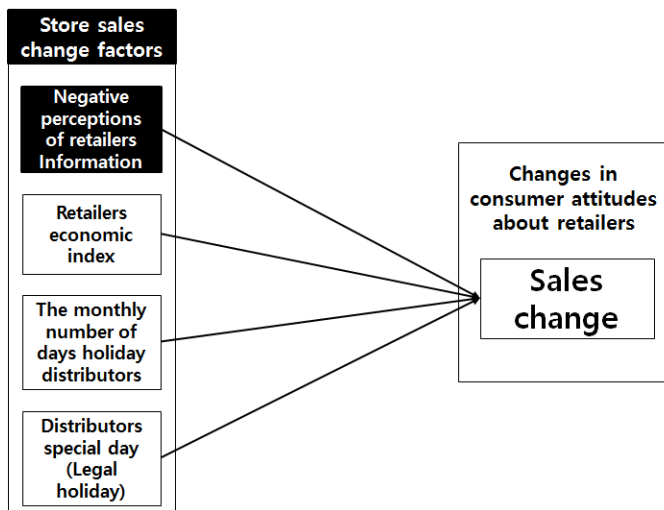 Store sales
change factors
Negative
perceptions
of retailers
Information
Retailers
economic
index
The monthly
number of
days holiday
distributors
Distributors
special day
(Legal
holiday)
Changes in
consumer attitudes
about retailers
Sales
change